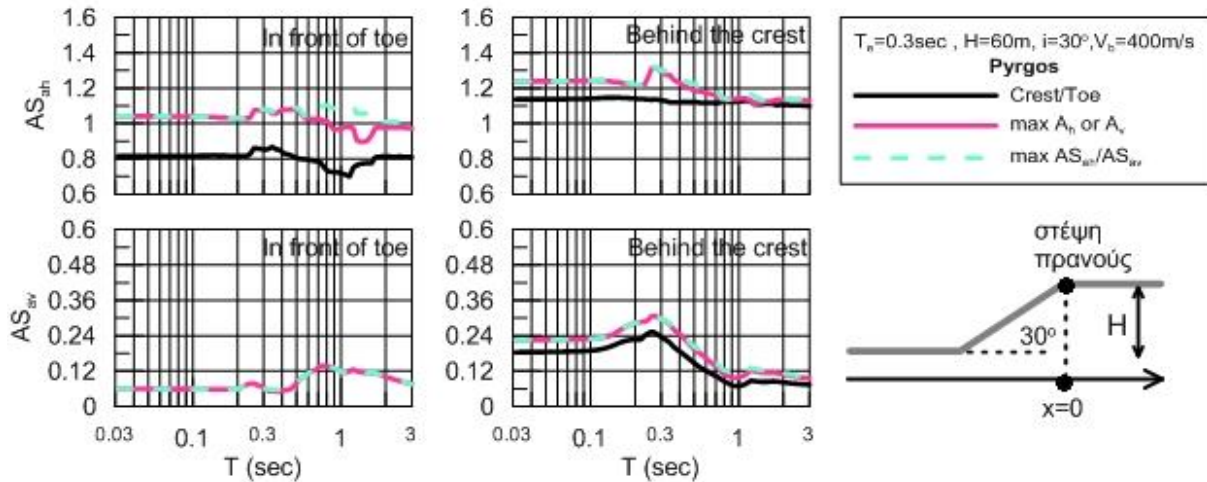 1.6
1.4
1.2
1
0.8
0.6
AS_ah
In front of toe
1.6
1.4
1.2
1
0.8
0.6
Behind the crest
T_e=0.3sec , H=60m, i=30°,V_b=400m/s
Pyrgos
Crest/Toe
max A_h or A_v
max AS_ah/AS_av
0.6
0.48
0.36
0.24
0.12
0
AS_av
In front of toe
0.03
0.1
0.3
1
3
T (sec)
0.6
0.48
0.36
0.24
0.12
0
Behind the crest
0.03
0.1
0.3
1
3
T (sec)
στέψη
πρανούς
30°
H
x=0